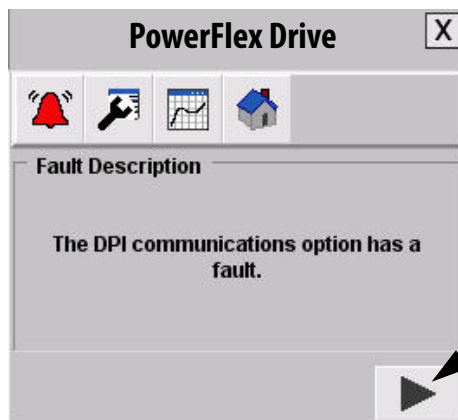 PowerFlex Drive
X
Fault Description
The DPI communications option has a
fault.